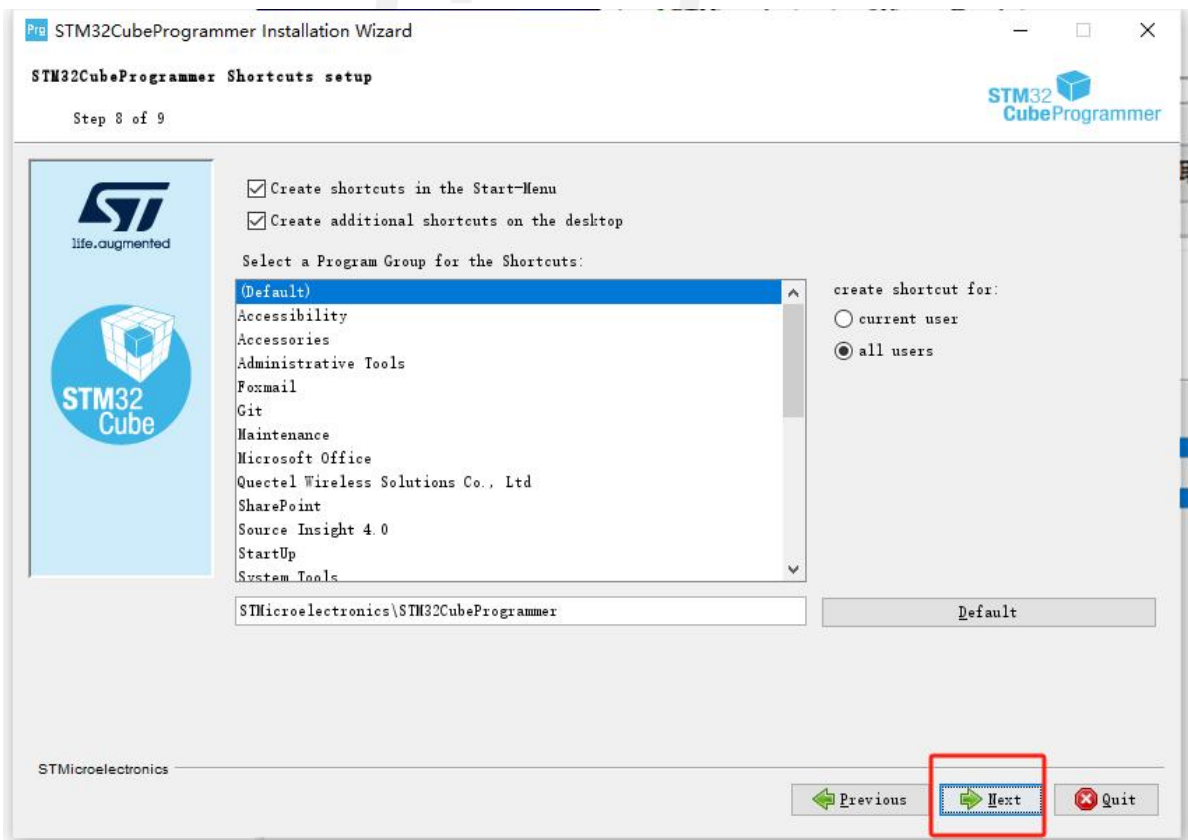 Prg STM32CubeProgrammer Installation Wizard
STM32CubeProgrammer Shortcuts setup
Step 8 of 9
STM32
CubeProgrammer
life.augmented
STM32
Cube
Create shortcuts in the Start-Menu
Create additional shortcuts on the desktop
Select a Program Group for the Shortcuts:
(Default)
Accessibility
Accessories
Administrative Tools
Foxmail
Git
Maintenance
Microsoft Office
Quectel Wireless Solutions Co., Ltd
SharePoint
Source Insight 4.0
StartUp
System Tools
create shortcut for:
current user
all users
STMicroelectronics\STM32CubeProgrammer
Default
STMicroelectronics
Previous
Next
Quit